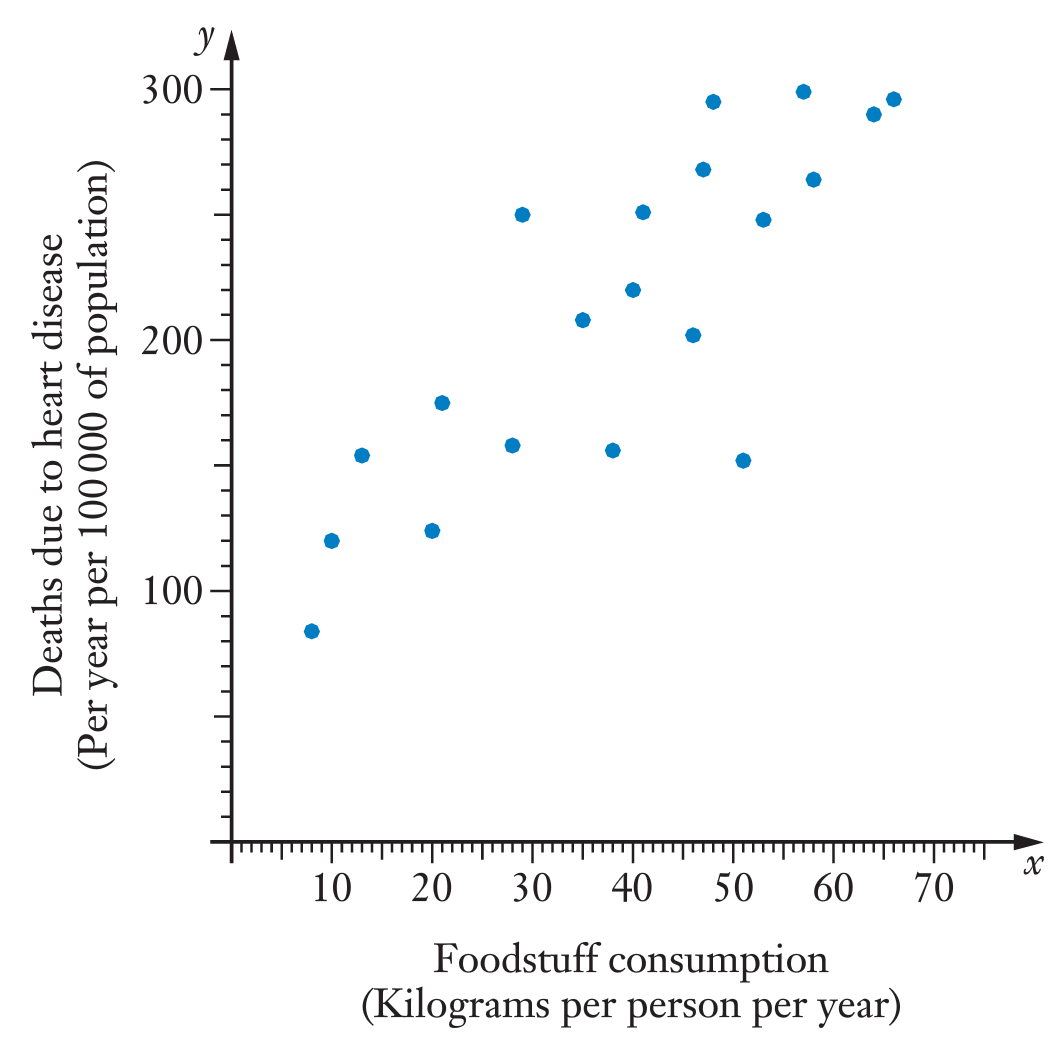 y
300
200
100
Deaths due to heart disease
(Per year per 100 000 of population)
10 20 30 40 50 60 70
x
Foodstuff consumption
(Kilograms per person per year)